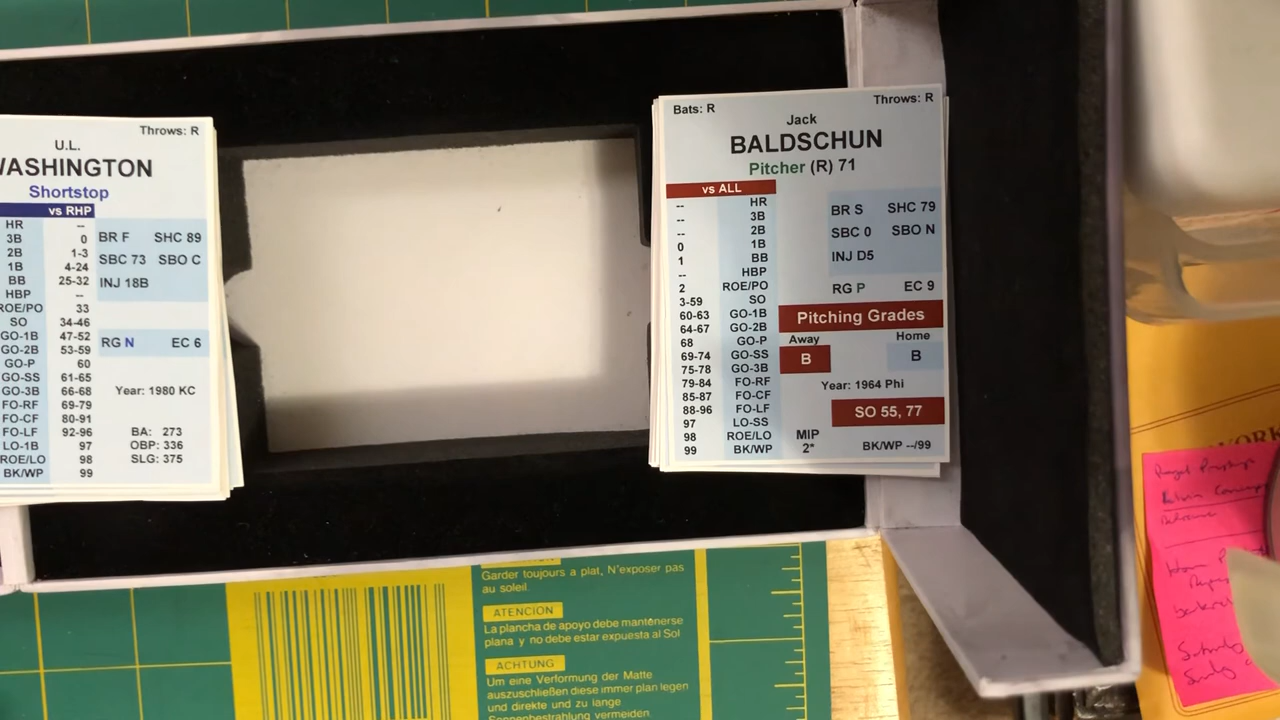 Throws: R
U.L.
WASHINGTON
Shortstop
vs RHP
HR --
3B 0
2B 1-3
1B 4-24
BB 25-32
HBP --
ROE/PO 33
SO 34-46
GO-1B 47-52
GO-2B 53-59
GO-P 60
GO-SS 61-65
GO-3B 66-68
FO-RF 69-79
FO-CF 80-91
FO-LF 92-96
LO-1B 97
ROE/LO 98
BK/WP 99
BR F SHC 89
SBC 73 SBO C
INJ 18B
RG N EC 6
Year: 1980 KC
BA: 273
OBP: 336
SLG: 375
Bats: R Throws: R
Jack
BALDSCHUN
Pitcher (R) 71
vs ALL
-- HR
-- 3B
-- 2B
0 1B
1 BB
-- HBP
2 ROE/PO
3-59 SO
60-63 GO-1B
64-67 GO-2B
68 GO-P
69-74 GO-SS
75-78 GO-3B
79-84 FO-RF
85-87 FO-CF
88-96 FO-LF
97 LO-SS
98 ROE/LO
99 BK/WP
BR S SHC 79
SBC 0 SBO N
INJ D5
RG P EC 9
Pitching Grades
Away Home
B B
Year: 1964 Phi
SO 55, 77
MIP
2* BK/WP --/99
Garder toujours a plat, N'exposer pas
au soleil
ATENCION
La plancha de apoyo debe mantenerse
plana y no debe estar expuesta al Sol
ACHTUNG
Um eine Verformung der Matte
auszuschließen diese immer plan legen
und direkte und zu lange
Sonnenbestrahlung vermeiden